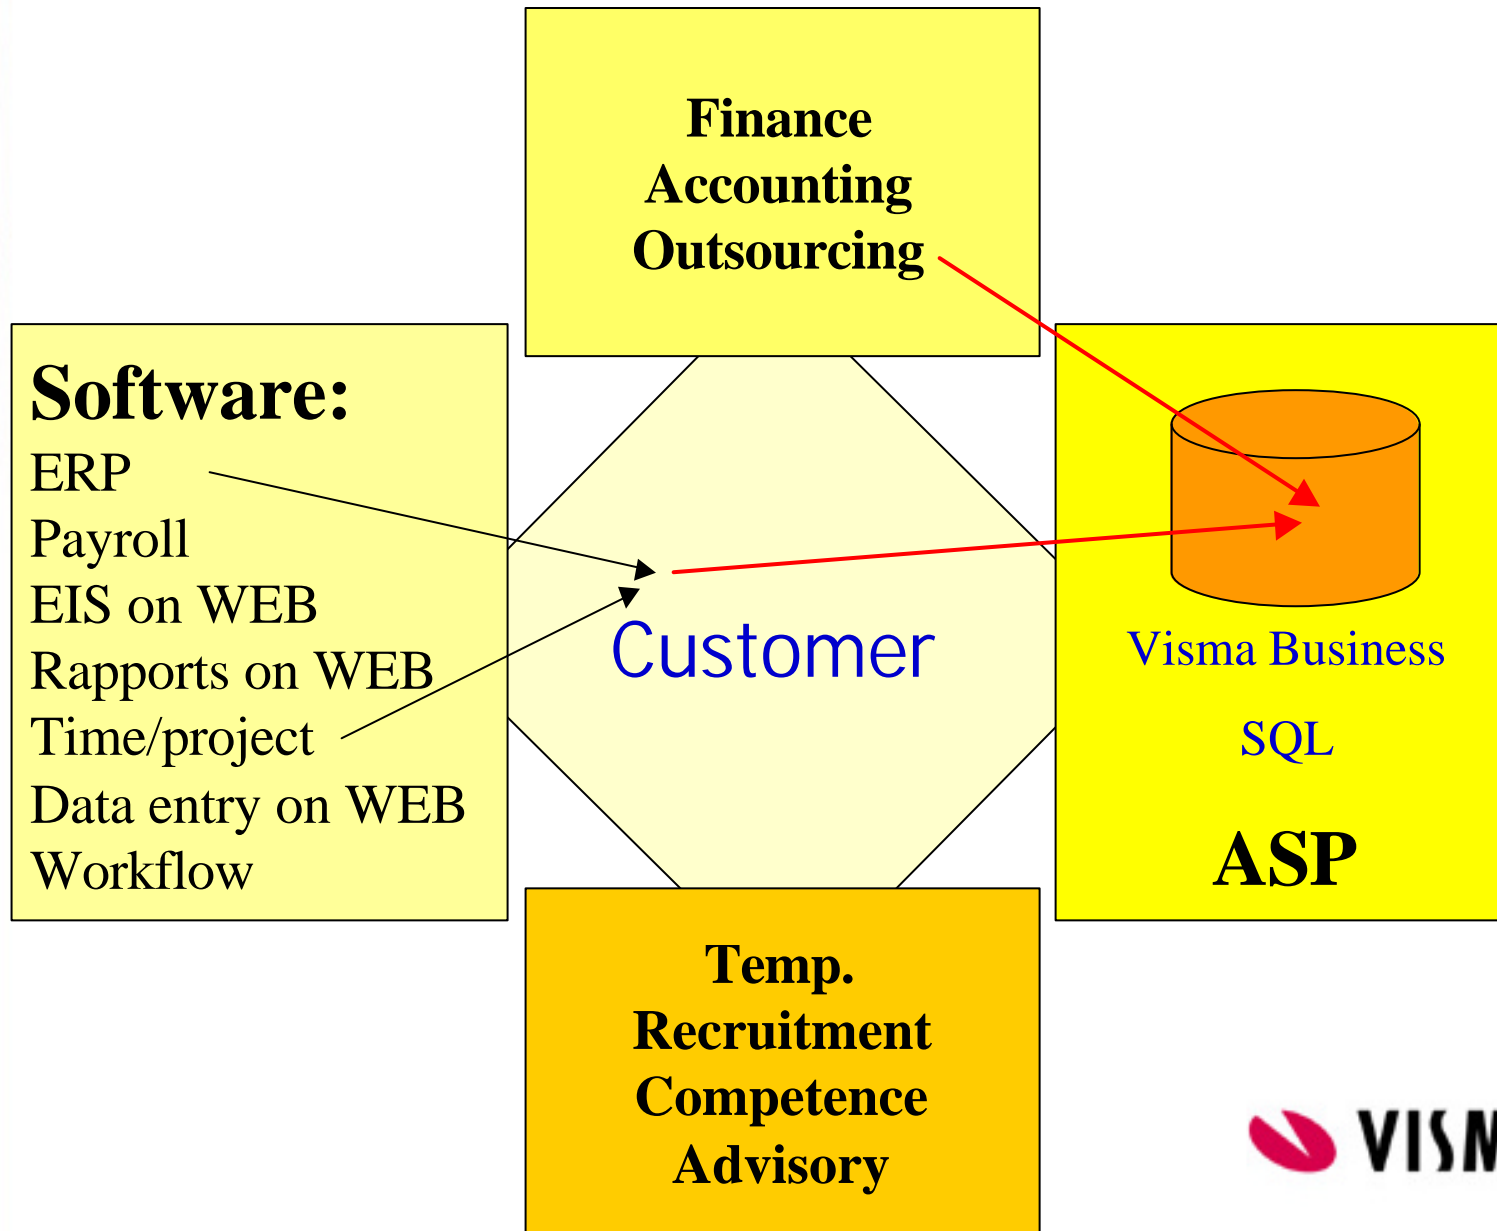 Finance
Accounting
Outsourcing
Software:
ERP
Payroll
EIS on WEB
Rapports on WEB
Time/project
Data entry on WEB
Workflow
Customer
Visma Business
SQL
ASP
Temp.
Recruitment
Competence
Advisory
VISM